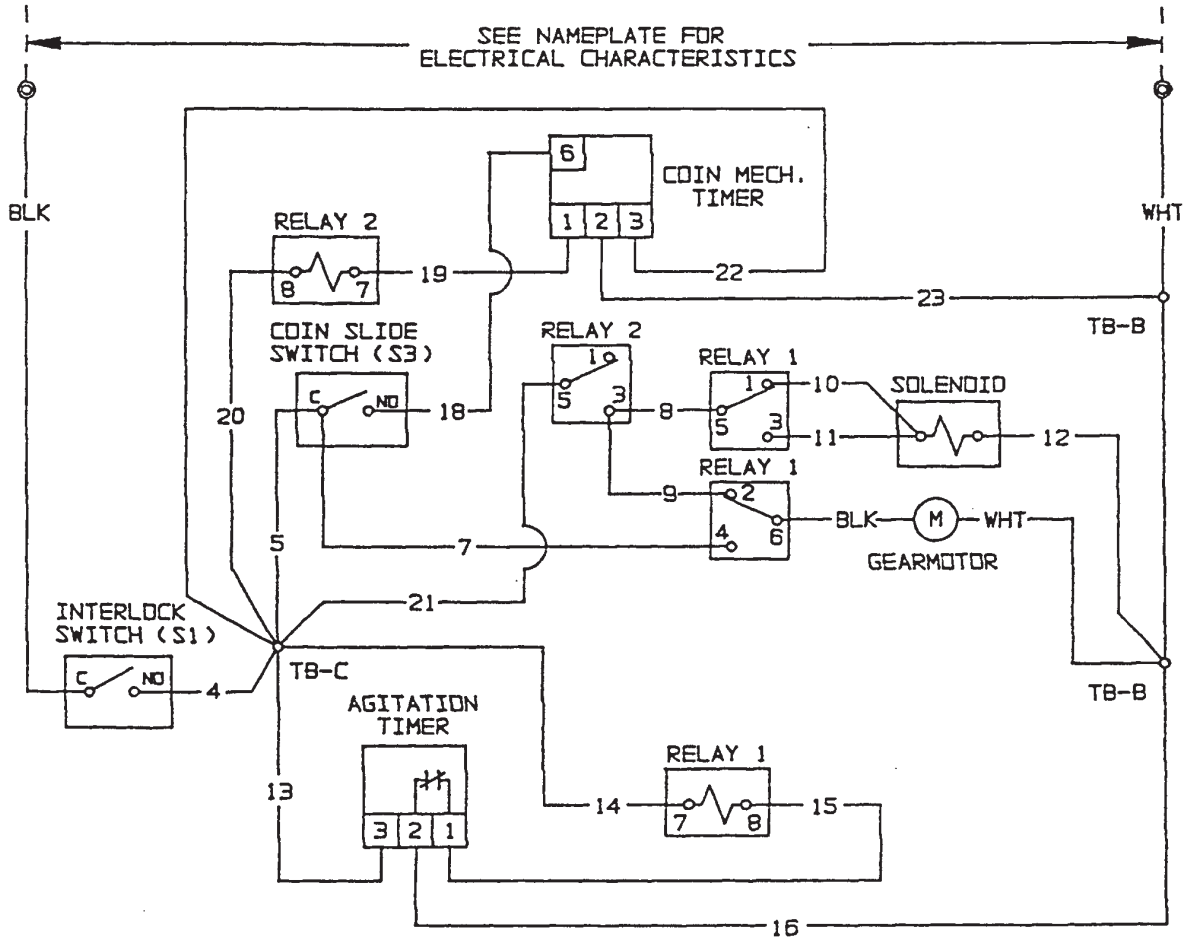 SEE NAMEPLATE FOR
ELECTRICAL CHARACTERISTICS
6
COIN MECH.
TIMER
BLK
WHT
RELAY 2
1 2 3
8 7
19
22
23
TB-B
COIN SLIDE
SWITCH (S3)
RELAY 2
1
RELAY 1
C NO
5
3
1
10
SOLENOID
20
18
8
5
3
11
12
RELAY 1
9
2
5
7
4
6
BLK
M
WHT
GEARMOTOR
21
INTERLOCK
SWITCH (S1)
TB-C
C NO
4
TB-B
AGITATION
TIMER
RELAY 1
13
14
7 8
15
3 2 1
16